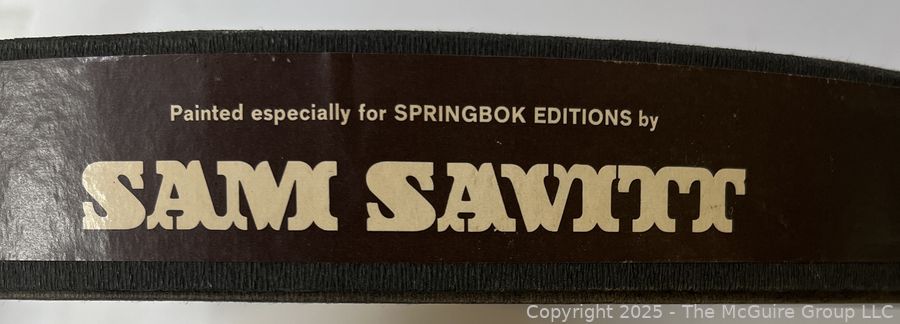 Painted especially for SPRINGBOK EDITIONS by
SAM SAVITT
Copyright 2025 - The McGuire Group LLC